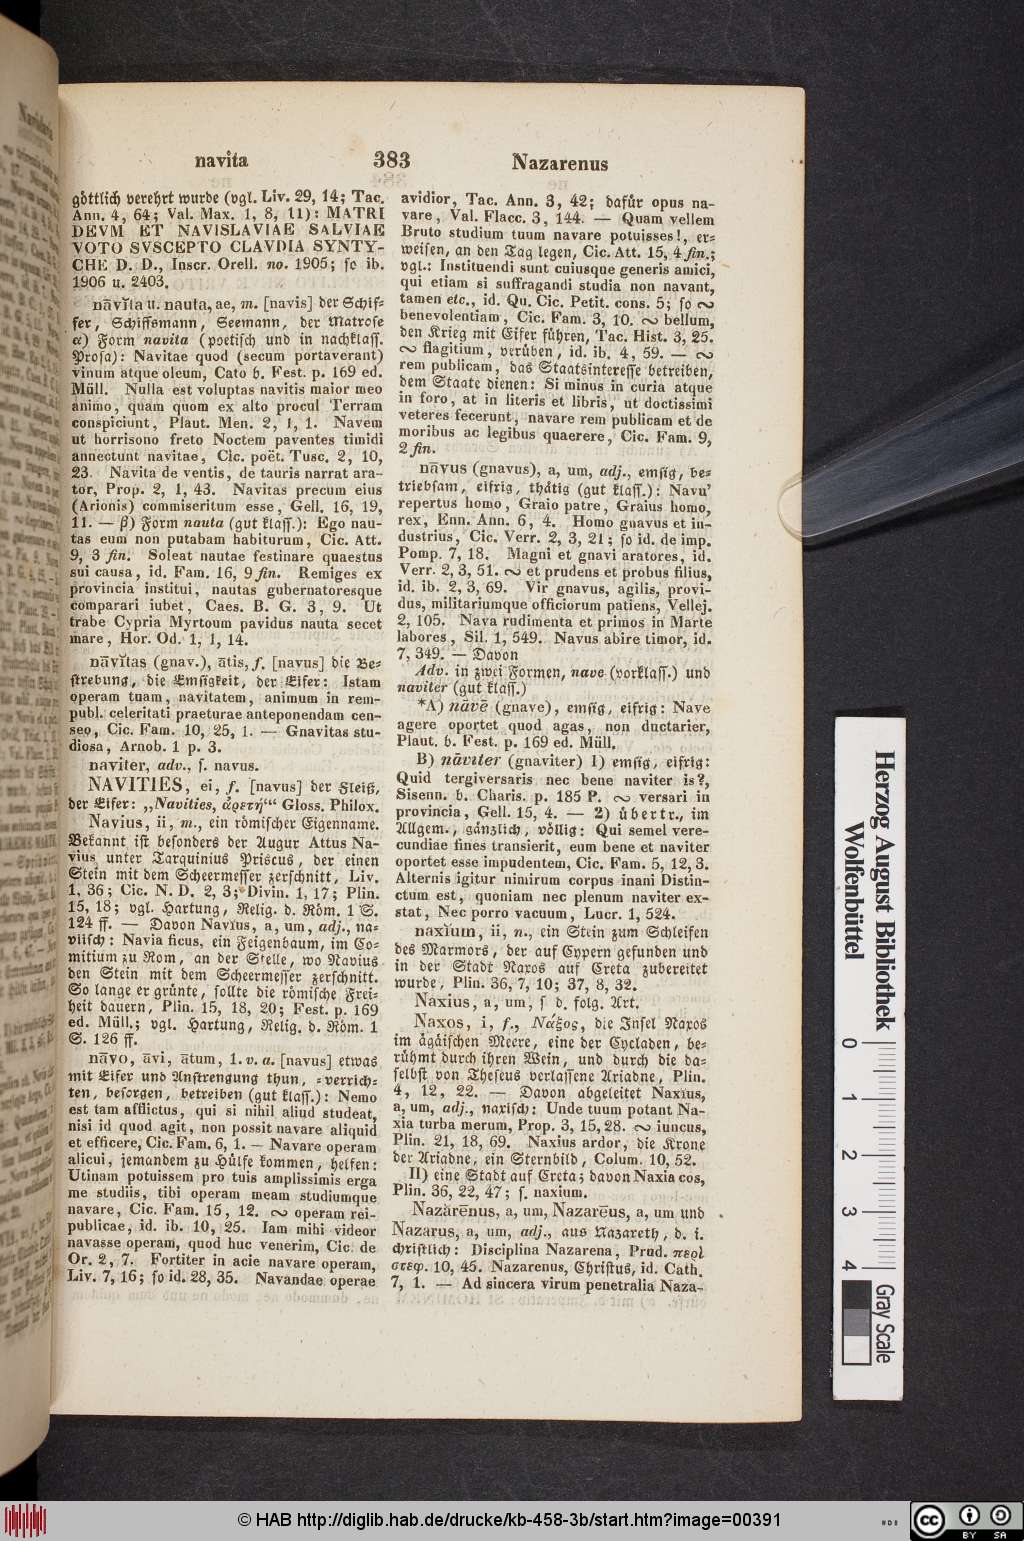 navita 383 Nazarenus
göttlich verehrt wurde (vgl. Liv. 29, 14; Tac.
Ann. 4, 64; Val. Max. 1, 8, 11): MATRI
DEVM ET NAVISLAVIAE SALVIAE
VOTO SVSCEPTO CLAVDIA SYNTY-
CHE D. D., Inscr. Orell. no. 1905; so ib.
1906 u. 2403.
nāvĭta u. nauta, ae, m. [navis] der Schif-
fer, Schiffsmann, Seemann, der Matrose
α) Form navita (poetisch und in nachklass.
Prosa): Navitae quod (secum portaverant)
vinum atque oleum, Cato b. Fest. p. 169 ed.
Müll. Nulla est voluptas navitis maior meo
animo, quam quom ex alto procul Terram
conspiciunt, Plaut. Men. 2, 1, 1. Navem
ut horrisono freto Noctem paventes timidi
annectunt navitae, Cic. poët. Tusc. 2, 10,
23. Navita de ventis, de tauris narrat ara-
tor, Prop. 2, 1, 43. Navitas precum eius
(Arionis) commiseritum esse, Gell. 16, 19,
11. — β) Form nauta (gut klass.): Ego nau-
tas eum non putabam habiturum, Cic. Att.
9, 3 fin. Soleat nautae festinare quaestus
sui causa, id. Fam. 16, 9 fin. Remiges ex
provincia institui, nautas gubernatoresque
comparari iubet, Caes. B. G. 3, 9. Ut
trabe Cypria Myrtoum pavidus nauta secet
mare, Hor. Od. 1, 1, 14.
nāvĭtas (gnav.), ātis, f. [navus] die Be-
strebung, die Emsigkeit, der Eifer: Istam
operam tuam, navitatem, animum in rem-
publ. celeritati praeturae anteponendam cen-
seo, Cic. Fam. 10, 25, 1. — Gnavitas stu-
diosa, Arnob. 1 p. 3.
naviter, adv., s. navus.
NAVITIES, ei, f. [navus] der Fleiß,
der Eifer: „Navities, ἀρετή“ Gloss. Philox.
Navius, ii, m., ein römischer Eigenname.
Bekannt ist besonders der Augur Attus Na-
vius unter Tarquinius Priscus, der einen
Stein mit dem Scheermesser zerschnitt, Liv.
1, 36; Cic. N. D. 2, 3; Divin. 1, 17; Plin.
15, 18; vgl. Hartung, Relig. d. Röm. 1 S.
124 ff. — Davon Navĭus, a, um, adj., na-
viisch: Navia ficus, ein Feigenbaum, im Co-
mitium zu Rom, an der Stelle, wo Navius
den Stein mit dem Scheermesser zerschnitt.
So lange er grünte, sollte die römische Frei-
heit dauern, Plin. 15, 18, 20; Fest. p. 169
ed. Müll.; vgl. Hartung, Relig. d. Röm. 1
S. 126 ff.
nāvo, āvi, ātum, 1. v. a. [navus] etwas
mit Eifer und Anstrengung thun, =verrich-
ten, besorgen, betreiben (gut klass.): Nemo
est tam afflictus, qui si nihil aliud studeat,
nisi id quod agit, non possit navare aliquid
et efficere, Cic. Fam. 6, 1. — Navare operam
alicui, jemandem zu Hülfe kommen, helfen:
Utinam potuissem pro tuis amplissimis erga
me studiis, tibi operam meam studiumque
navare, Cic. Fam. 15, 12. ∾ operam rei-
publicae, id. ib. 10, 25. Iam mihi videor
navasse operam, quod huc venerim, Cic. de
Or. 2, 7. Fortiter in acie navare operam,
Liv. 7, 16; so id. 28, 35. Navandae operae
avidior, Tac. Ann. 3, 42; dafür opus na-
vare, Val. Flacc. 3, 144. — Quam vellem
Bruto studium tuum navare potuisses!, er-
weisen, an den Tag legen, Cic. Att. 15, 4 fin.;
vgl.: Instituendi sunt cuiusque generis amici,
qui etiam si suffragandi studia non navant,
tamen etc., id. Qu. Cic. Petit. cons. 5; so ∾
benevolentiam, Cic. Fam. 3, 10. ∾ bellum,
den Krieg mit Eifer führen, Tac. Hist. 3, 25.
∾ flagitium, verüben, id. ib. 4, 59. — ∾
rem publicam, das Staatsinteresse betreiben,
dem Staate dienen: Si minus in curia atque
in foro, at in literis et libris, ut doctissimi
veteres fecerunt, navare rem publicam et de
moribus ac legibus quaerere, Cic. Fam. 9,
2 fin.
nāvus (gnavus), a, um, adj., emsig, be-
triebsam, eifrig, thätig (gut klass.): Navu'
repertus homo, Graio patre, Graius homo,
rex, Enn. Ann. 6, 4. Homo gnavus et in-
dustrius, Cic. Verr. 2, 3, 21; so id. de imp.
Pomp. 7, 18. Magni et gnavi aratores, id.
Verr. 2, 3, 51. ∾ et prudens et probus filius,
id. ib. 2, 3, 69. Vir gnavus, agilis, provi-
dus, militariumque officiorum patiens, Vellej.
2, 105. Nava rudimenta et primos in Marte
labores, Sil. 1, 549. Navus abire timor, id.
7, 349. — Davon
Adv. in zwei Formen, nave (vorklass.) und
naviter (gut klass.)
*A) nāvē (gnave), emsig, eifrig: Nave
agere oportet quod agas, non ductarier,
Plaut. b. Fest. p. 169 ed. Müll.
B) nāvĭter (gnaviter) 1) emsig, eifrig:
Quid tergiversaris nec bene naviter is?,
Sisenn. b. Charis. p. 185 P. ∾ versari in
provincia, Gell. 15, 4. — 2) übertr., im
Allgem., gänzlich, völlig: Qui semel vere-
cundiae fines transierit, eum bene et naviter
oportet esse impudentem, Cic. Fam. 5, 12, 3.
Alternis igitur nimirum corpus inani Distin-
ctum est, quoniam nec plenum naviter ex-
stat, Nec porro vacuum, Lucr. 1, 524.
naxĭum, ii, n., ein Stein zum Schleifen
des Marmors, der auf Cypern gefunden und
in der Stadt Naxos auf Creta zubereitet
wurde, Plin. 36, 7, 10; 37, 8, 32.
Naxius, a, um, s d. folg. Art.
Naxos, i, f., Νάξος, die Insel Naxos
im ägäischen Meere, eine der Cycladen, be-
rühmt durch ihren Wein, und durch die da-
selbst von Theseus verlassene Ariadne, Plin.
4, 12, 22. — Davon abgeleitet Naxĭus,
a, um, adj., naxisch: Unde tuum potant Na-
xia turba merum, Prop. 3, 15, 28. ∾ iuncus,
Plin. 21, 18, 69. Naxius ardor, die Krone
der Ariadne, ein Sternbild, Colum. 10, 52.
II) eine Stadt auf Creta; davon Naxia cos,
Plin. 36, 22, 47; s. naxium.
Nazărēnus, a, um, Nazarēus, a, um und
Nazarus, a, um, adj., aus Nazareth, d. i.
christlich: Disciplina Nazarena, Prud. περὶ
στεφ. 10, 45. Nazarenus, Christus, id. Cath.
7, 1. — Ad sincera virum penetralia Naza-
Herzog August Bibliothek
Wolfenbüttel
0 1 2 3 4
Gray Scale
© HAB http://diglib.hab.de/drucke/kb-458-3b/start.htm?image=00391
cc BY SA